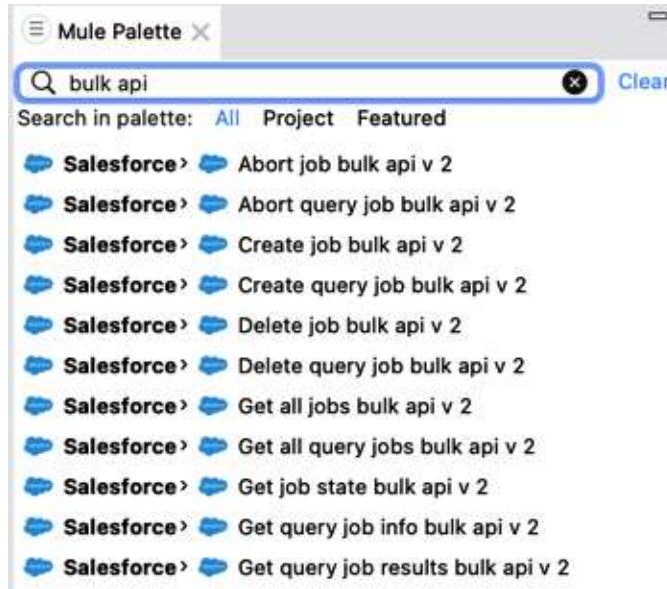 Mule Palette
bulk api Clear
Search in palette: All Project Featured
Salesforce> Abort job bulk api v 2
Salesforce> Abort query job bulk api v 2
Salesforce> Create job bulk api v 2
Salesforce> Create query job bulk api v 2
Salesforce> Delete job bulk api v 2
Salesforce> Delete query job bulk api v 2
Salesforce> Get all jobs bulk api v 2
Salesforce> Get all query jobs bulk api v 2
Salesforce> Get job state bulk api v 2
Salesforce> Get query job info bulk api v 2
Salesforce> Get query job results bulk api v 2